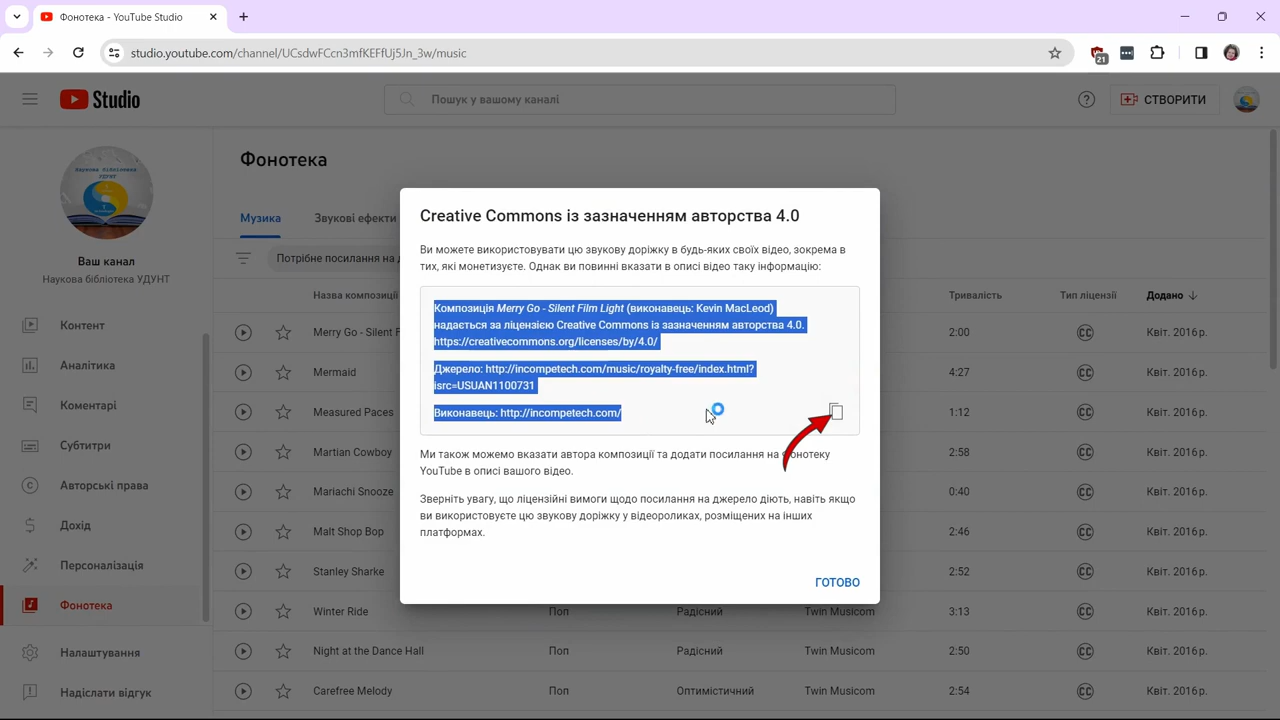 Фонотека - YouTube Studio
studio.youtube.com/channel/UCsdwFCcn3mfKEFfUj5Jn_3w/music
21
Studio
Пошук у вашому каналі
СТВОРИТИ
Наукова бібліотека
УДУНТ
Ваш канал
Наукова бібліотека УДУНТ
Контент
Аналітика
Коментарі
Субтитри
Авторські права
Дохід
Персоналізація
Фонотека
Налаштування
Надіслати відгук
Фонотека
Музика
Звукові ефекти
Потрібне посилання на д
Назва композиції
Тривалість
Тип ліцензії
Додано
Merry Go - Silent F
2:00
Квіт. 2016 р.
Mermaid
4:27
Квіт. 2016 р.
Measured Paces
1:12
Квіт. 2016 р.
Martian Cowboy
2:58
Квіт. 2016 р.
Mariachi Snooze
0:40
Квіт. 2016 р.
Malt Shop Bop
2:46
Квіт. 2016 р.
Stanley Sharke
2:52
Квіт. 2016 р.
Winter Ride
Поп
Радісний
Twin Musicom
3:13
Квіт. 2016 р.
Night at the Dance Hall
Поп
Радісний
Twin Musicom
2:50
Квіт. 2016 р.
Carefree Melody
Поп
Оптимістичний
Twin Musicom
2:54
Квіт. 2016 р.
Creative Commons із зазначенням авторства 4.0
Ви можете використовувати цю звукову доріжку в будь-яких своїх відео, зокрема в
тих, які монетизуєте. Однак ви повинні вказати в описі відео таку інформацію:
Композиція Merry Go - Silent Film Light (виконавець: Kevin MacLeod)
надається за ліцензією Creative Commons із зазначенням авторства 4.0.
https://creativecommons.org/licenses/by/4.0/
Джерело: http://incompetech.com/music/royalty-free/index.html?
isrc=USUAN1100731
Виконавець: http://incompetech.com/
Ми також можемо вказати автора композиції та додати посилання на Фонотеку
YouTube в описі вашого відео.
Зверніть увагу, що ліцензійні вимоги щодо посилання на джерело діють, навіть якщо
ви використовуєте цю звукову доріжку у відеороликах, розміщених на інших
платформах.
ГОТОВО